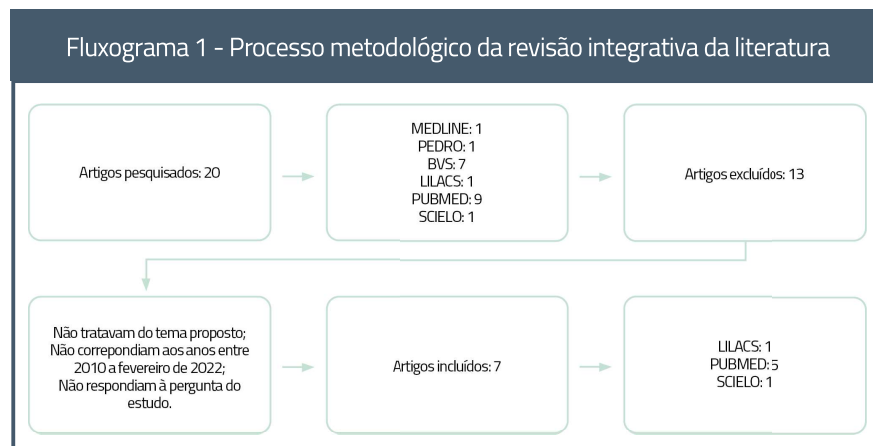 Fluxograma 1 - Processo metodológico da revisão integrativa da literatura
Artigos pesquisados: 20
MEDLINE: 1
PEDRO: 1
BVS: 7
LILACS: 1
PUBMED: 9
SCIELO: 1
Artigos excluídos: 13
Não tratavam do tema proposto;
Não correpondiam aos anos entre
2010 a fevereiro de 2022;
Não respondiam à pergunta do
estudo.
Artigos incluídos: 7
LILACS: 1
PUBMED: 5
SCIELO: 1